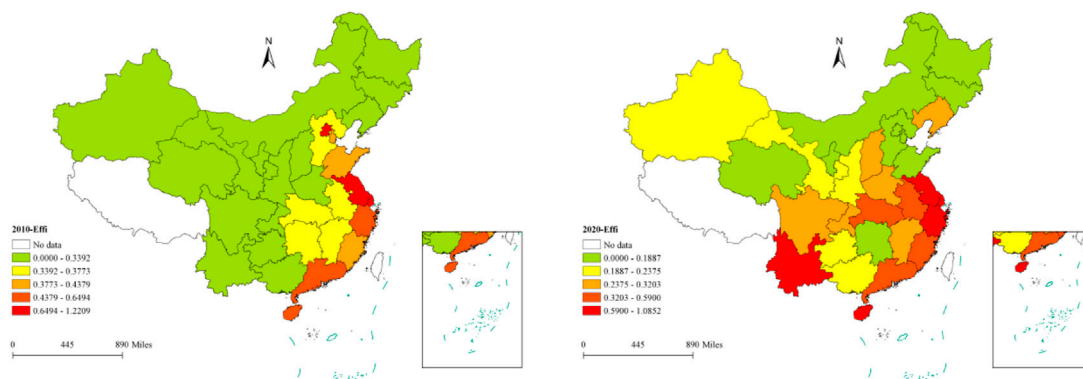 N
2010-Effi
No data
0.0000 - 0.3392
0.3392 - 0.3773
0.3773 - 0.4379
0.4379 - 0.6494
0.6494 - 1.2209
0 445 890 Miles
N
2020-Effi
No data
0.0000 - 0.1887
0.1887 - 0.2375
0.2375 - 0.3203
0.3203 - 0.5900
0.5900 - 1.0852
0 445 890 Miles